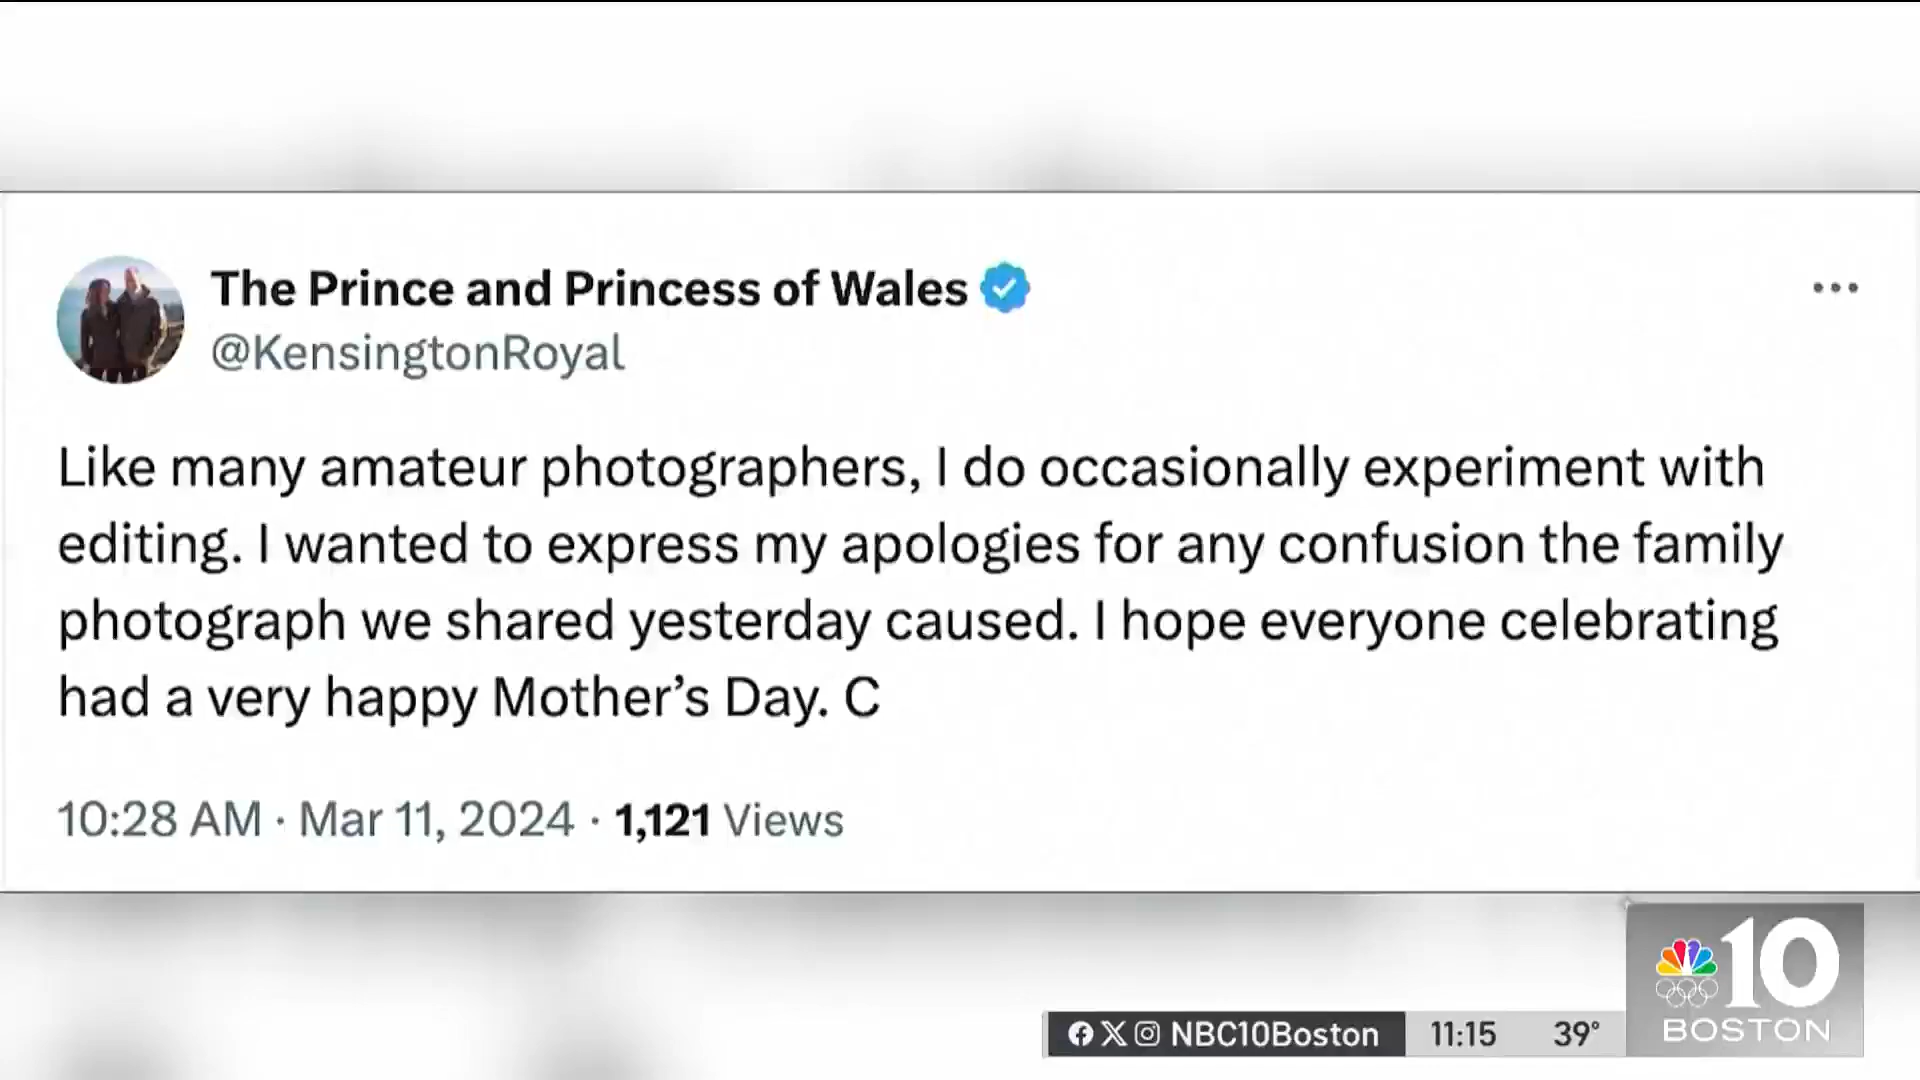 The Prince and Princess of Wales
@KensingtonRoyal
Like many amateur photographers, I do occasionally experiment with
editing. I wanted to express my apologies for any confusion the family
photograph we shared yesterday caused. I hope everyone celebrating
had a very happy Mother’s Day. C
10:28 AM · Mar 11, 2024 · 1,121 Views
10
BOSTON
NBC10Boston 11:15 39°